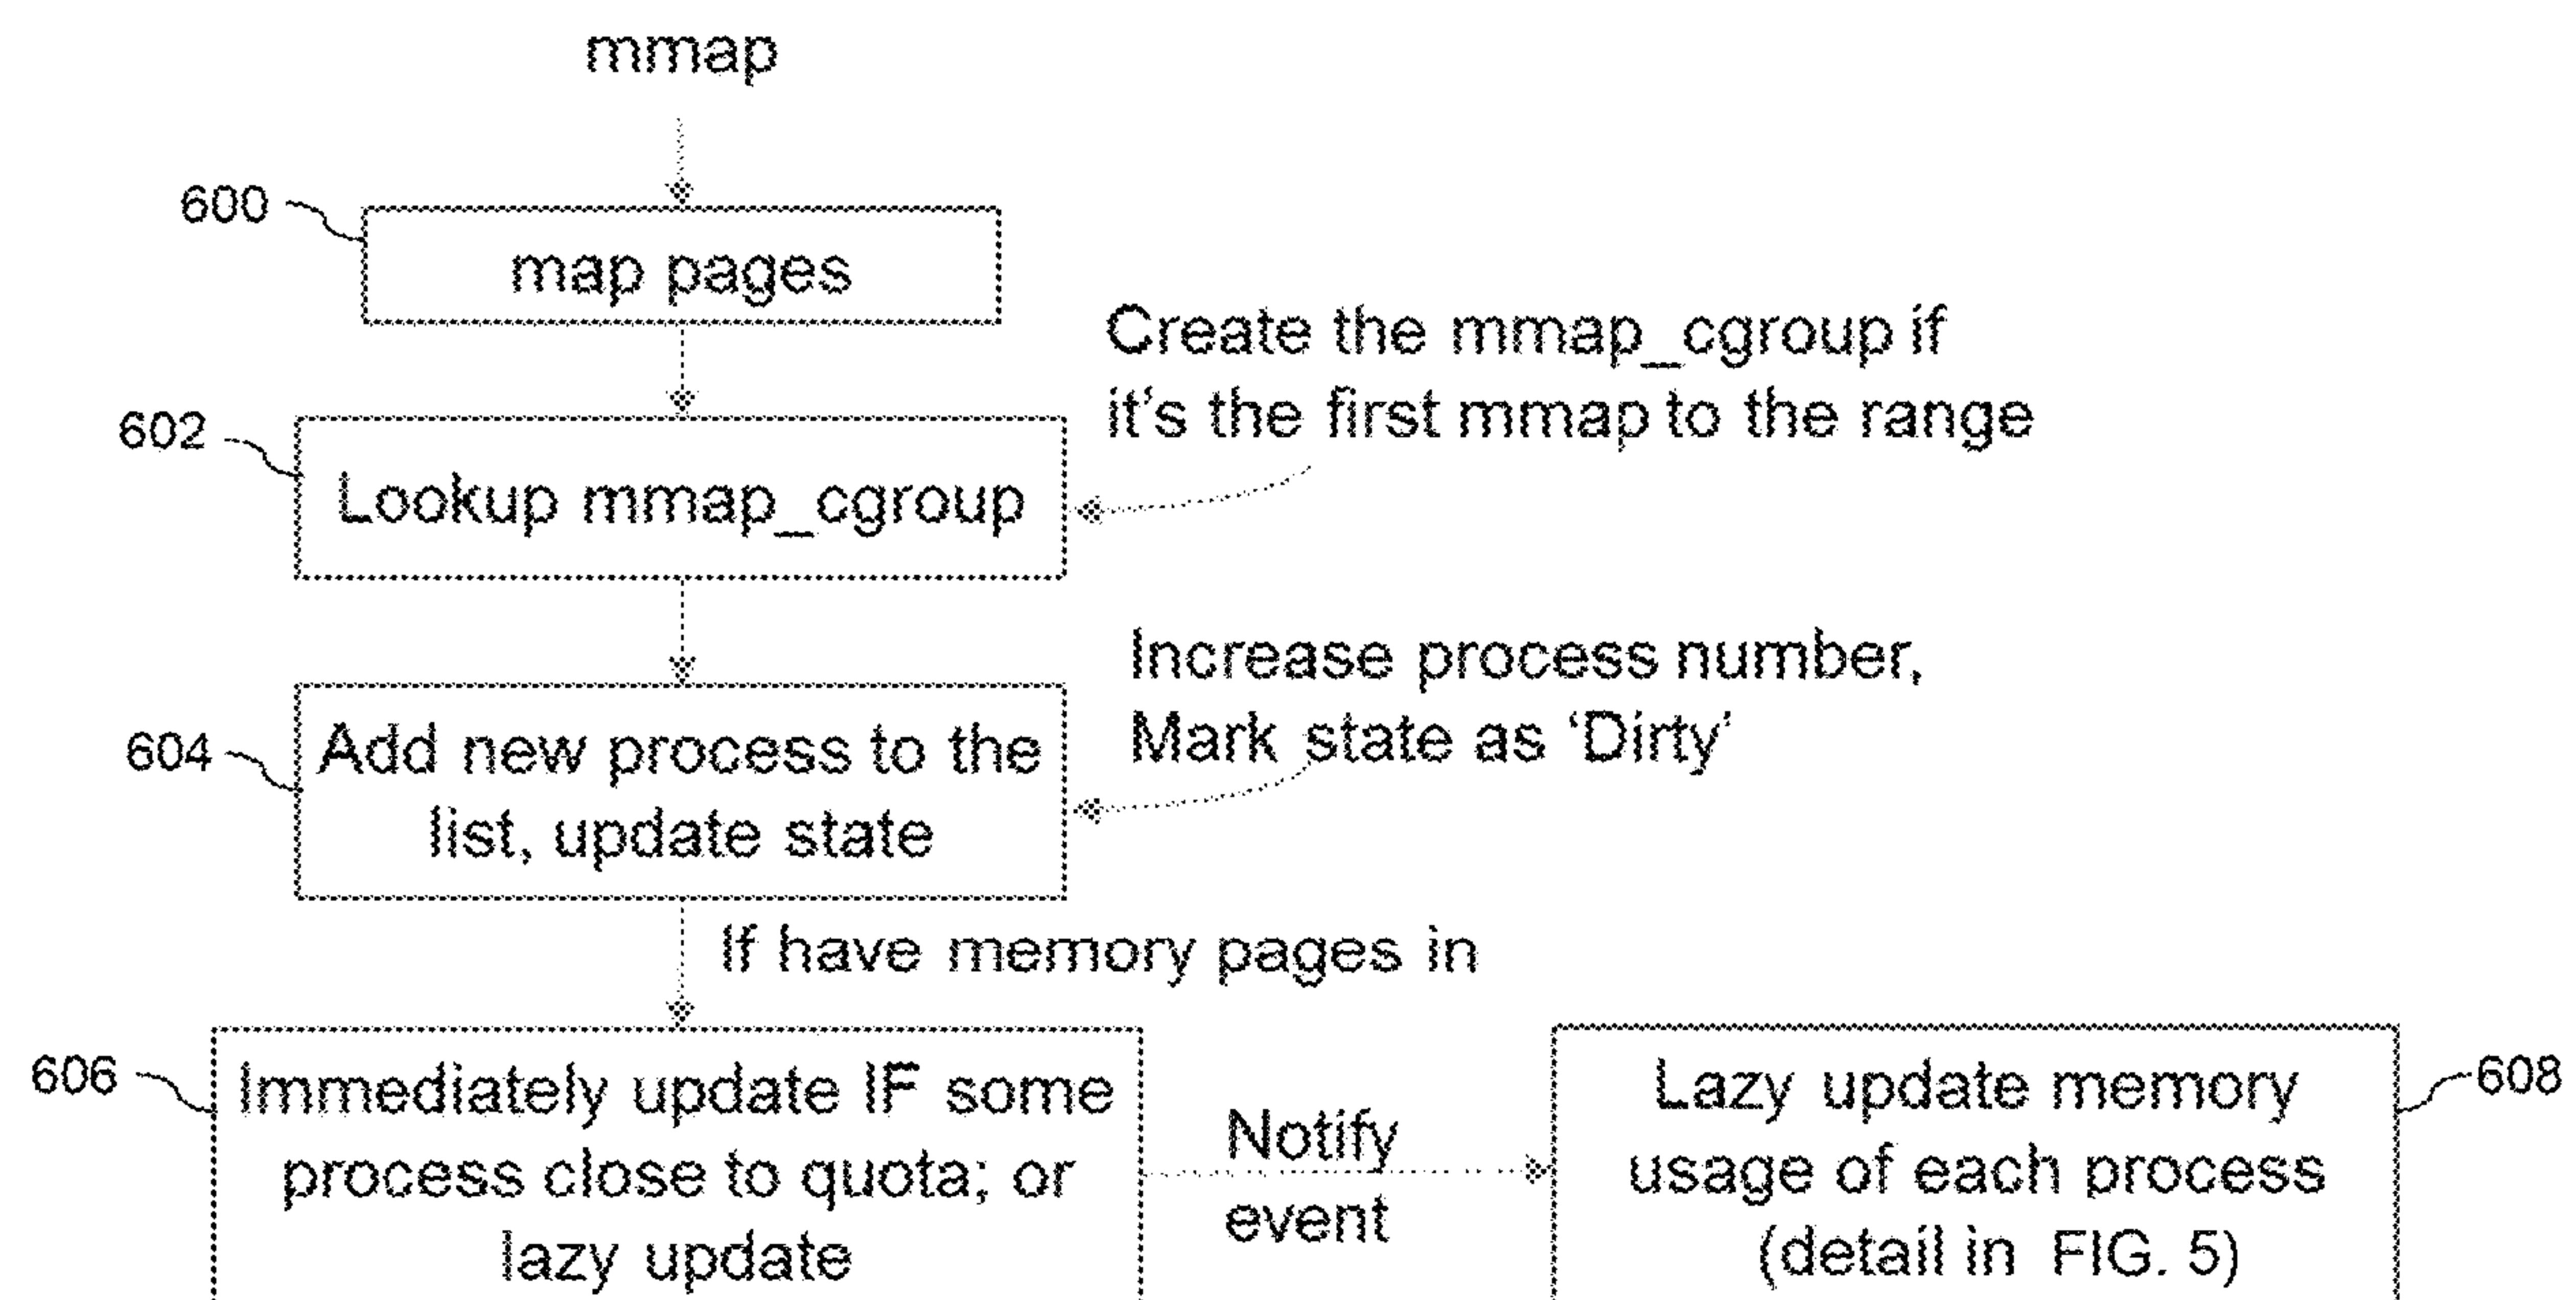 mmap
600
map pages
Create the mmap_cgroup if
it's the first mmap to the range
602
Lookup mmap_cgroup
Increase process number,
Mark state as 'Dirty'
604
Add new process to the
list, update state
If have memory pages in
606
Immediately update IF some
process close to quota; or
lazy update
Notify
event
Lazy update memory
usage of each process
(detail in FIG. 5)
608